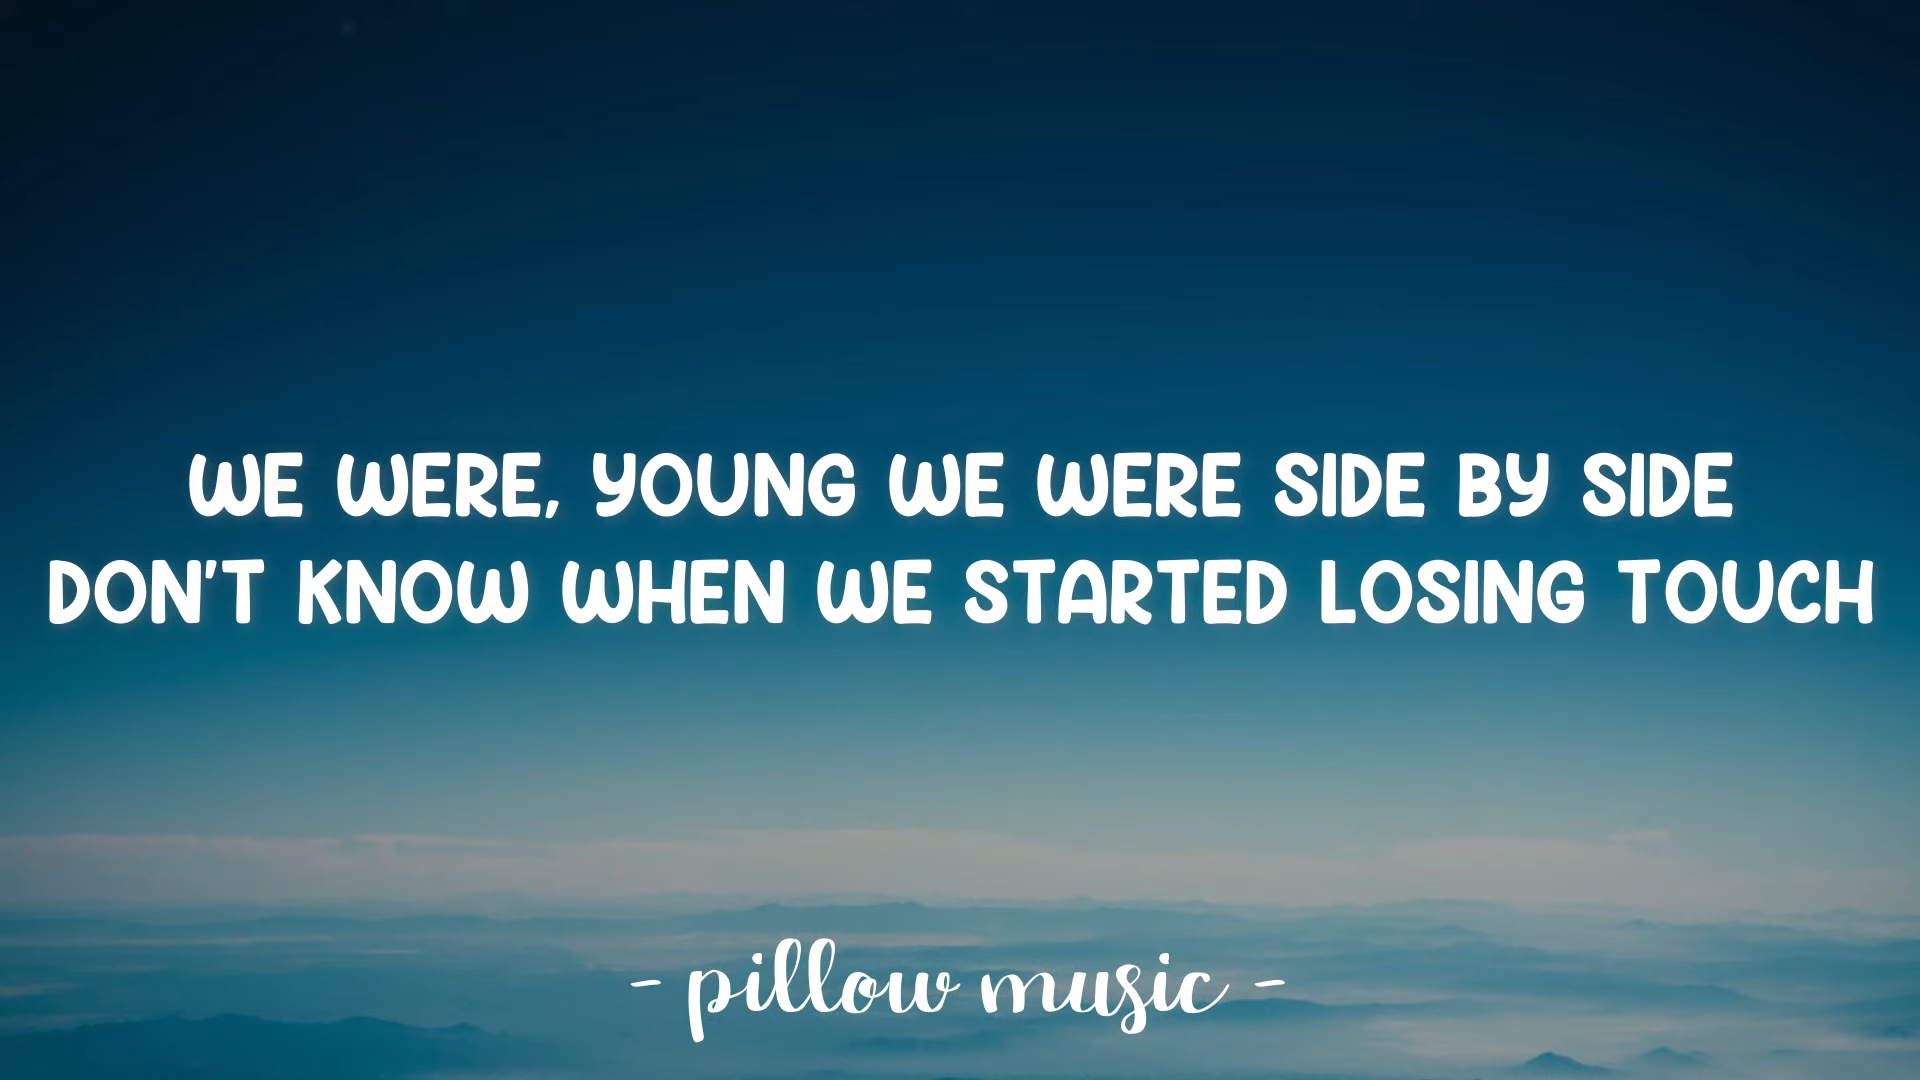 WE WERE, YOUNG WE WERE SIDE BY SIDE
DON'T KNOW WHEN WE STARTED LOSING TOUCH
- pillow music -